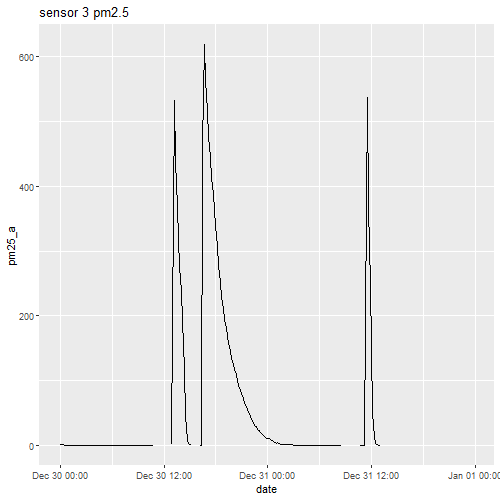 sensor 3 pm2.5
600
400
200
0
pm25_a
Dec 30 00:00
Dec 30 12:00
Dec 31 00:00
Dec 31 12:00
Jan 01 00:00
date